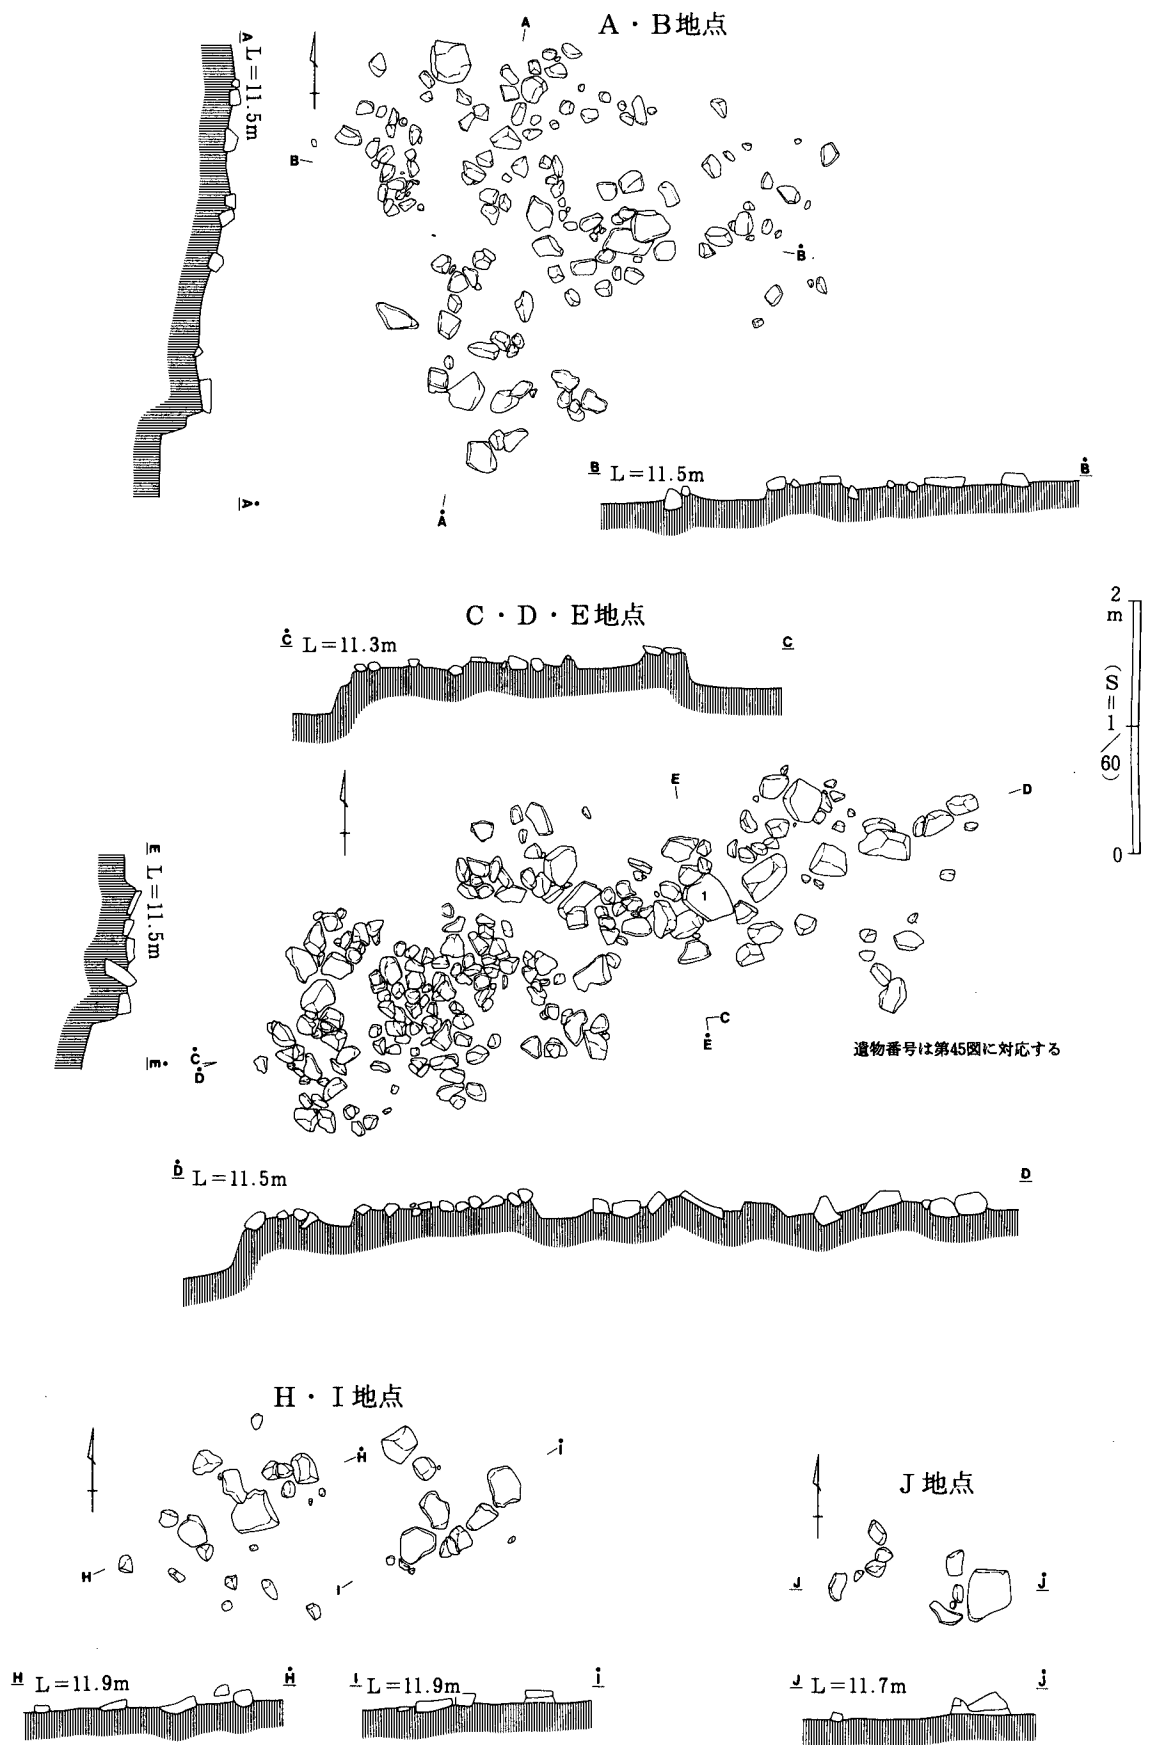 A・B地点
A
A L=11.5m
B
Ḃ
B L=11.5m Ḃ
A•
Ȧ
C・D・E地点
Ċ L=11.3m C
2m
(S=1/60)
0
E
D
E L=11.5m
1
C
Ė
Ċ
Ḋ
E•
遺物番号は第45図に対応する
Ḋ L=11.5m D
H・I地点
Ḣ
İ
J地点
H
I
J J̇
H L=11.9m Ḣ
I L=11.9m İ
J L=11.7m J̇